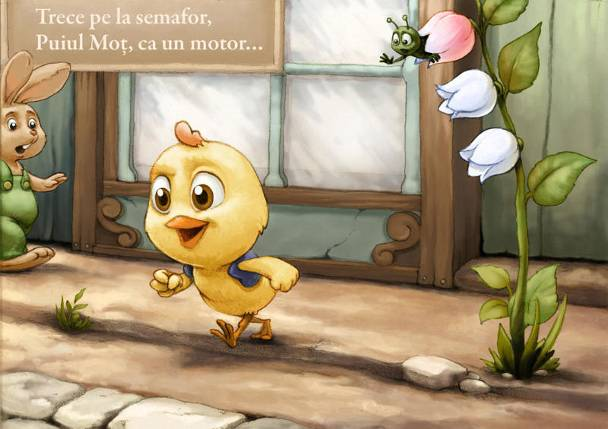 Trece pe la semafor,
Puiul Moț, ca un motor...